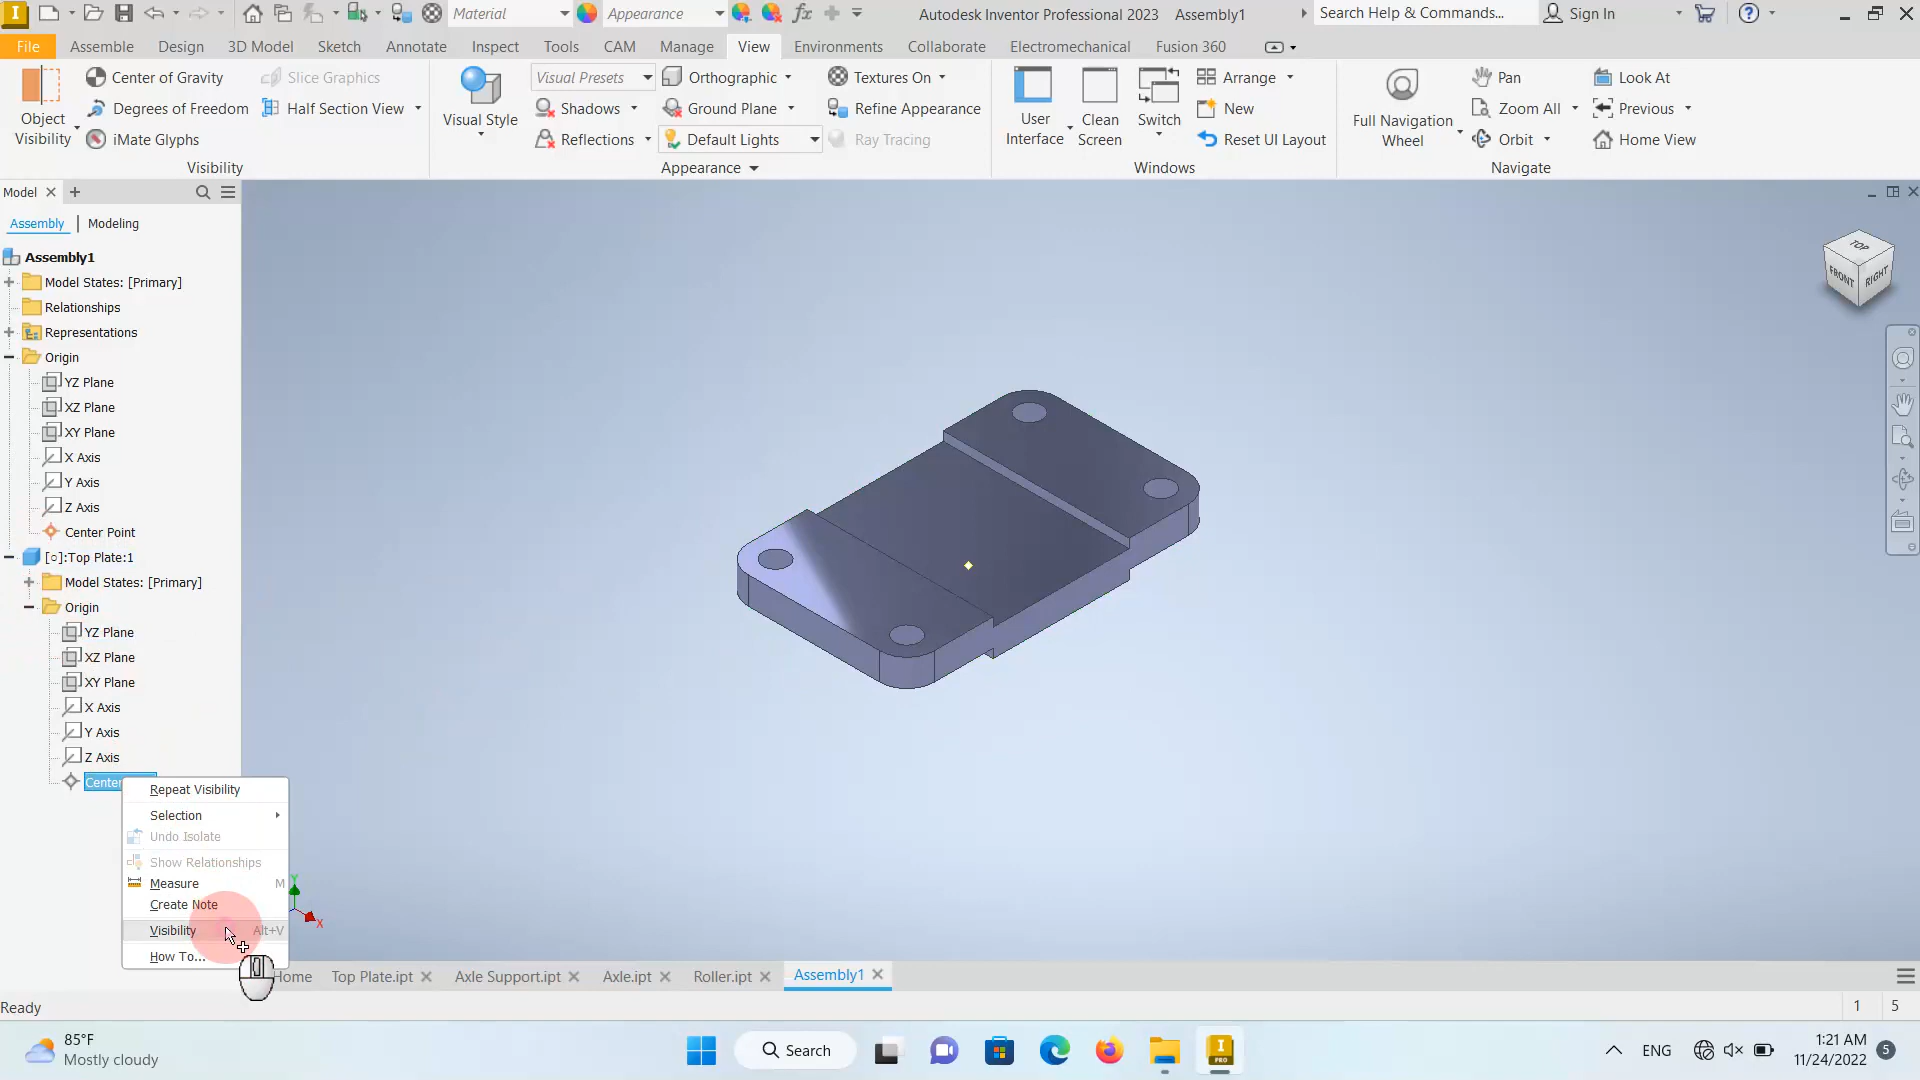 Material
Appearance
Autodesk Inventor Professional 2023 Assembly1
Search Help & Commands...
Sign In
File Assemble Design 3D Model Sketch Annotate Inspect Tools CAM Manage View Environments Collaborate Electromechanical Fusion 360
Object Visibility
Center of Gravity
Degrees of Freedom
iMate Glyphs
Slice Graphics
Half Section View
Visibility
Visual Style
Visual Presets
Shadows
Reflections
Orthographic
Ground Plane
Default Lights
Textures On
Refine Appearance
Ray Tracing
Appearance
User Interface
Clean Screen
Switch
Arrange
New
Reset UI Layout
Windows
Full Navigation Wheel
Pan
Zoom All
Orbit
Look At
Previous
Home View
Navigate
Model
Assembly | Modeling
Assembly1
Model States: [Primary]
Relationships
Representations
Origin
YZ Plane
XZ Plane
XY Plane
X Axis
Y Axis
Z Axis
Center Point
[○]:Top Plate:1
Model States: [Primary]
Origin
YZ Plane
XZ Plane
XY Plane
X Axis
Y Axis
Z Axis
Center
Repeat Visibility
Selection
Undo Isolate
Show Relationships
Measure M
Create Note
Visibility Alt+V
How To...
TOP
FRONT
RIGHT
Y
X
Home Top Plate.ipt Axle Support.ipt Axle.ipt Roller.ipt Assembly1
Ready
1 5
85°F
Mostly cloudy
Search
PRO
ENG
1:21 AM
11/24/2022
5